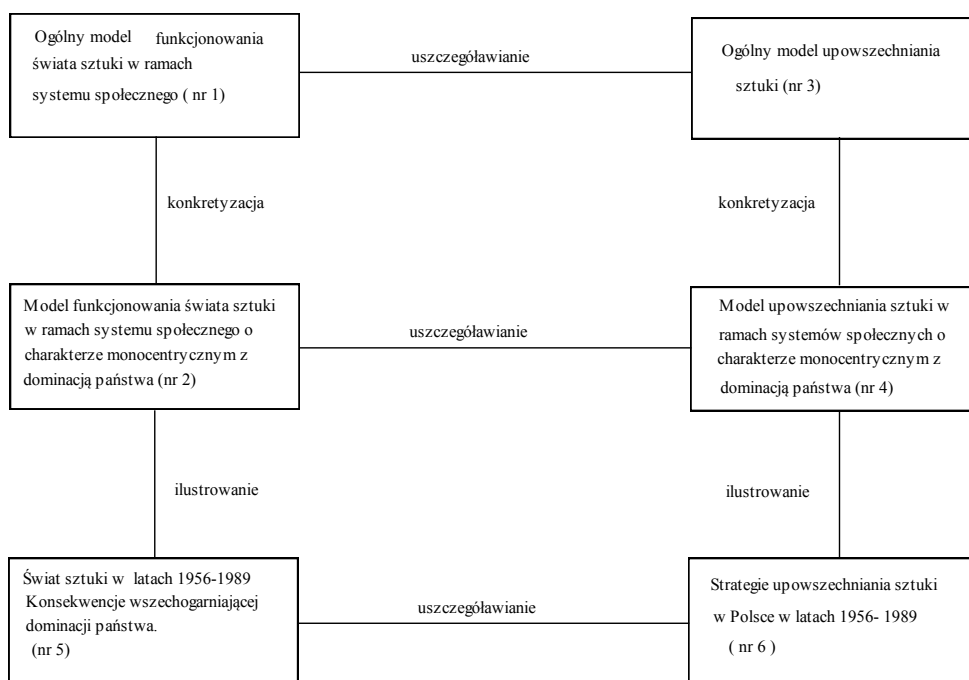 Ogólny model funkcjonowania
świata sztuki w ramach
systemu społecznego ( nr 1)
uszczegóławianie
Ogólny model upowszechniania
sztuki (nr 3)
konkretyzacja
konkretyzacja
Model funkcjonowania świata sztuki
w ramach systemu społecznego o
charakterze monocentrycznym z
dominacją państwa (nr 2)
uszczegóławianie
Model upowszechniania sztuki w
ramach systemów społecznych o
charakterze monocentrycznym z
dominacją państwa (nr 4)
ilustrowanie
ilustrowanie
Świat sztuki w latach 1956-1989
Konsekwencje wszechogarniającej
dominacji państwa.
(nr 5)
uszczegóławianie
Strategie upowszechniania sztuki
w Polsce w latach 1956- 1989
( nr 6 )